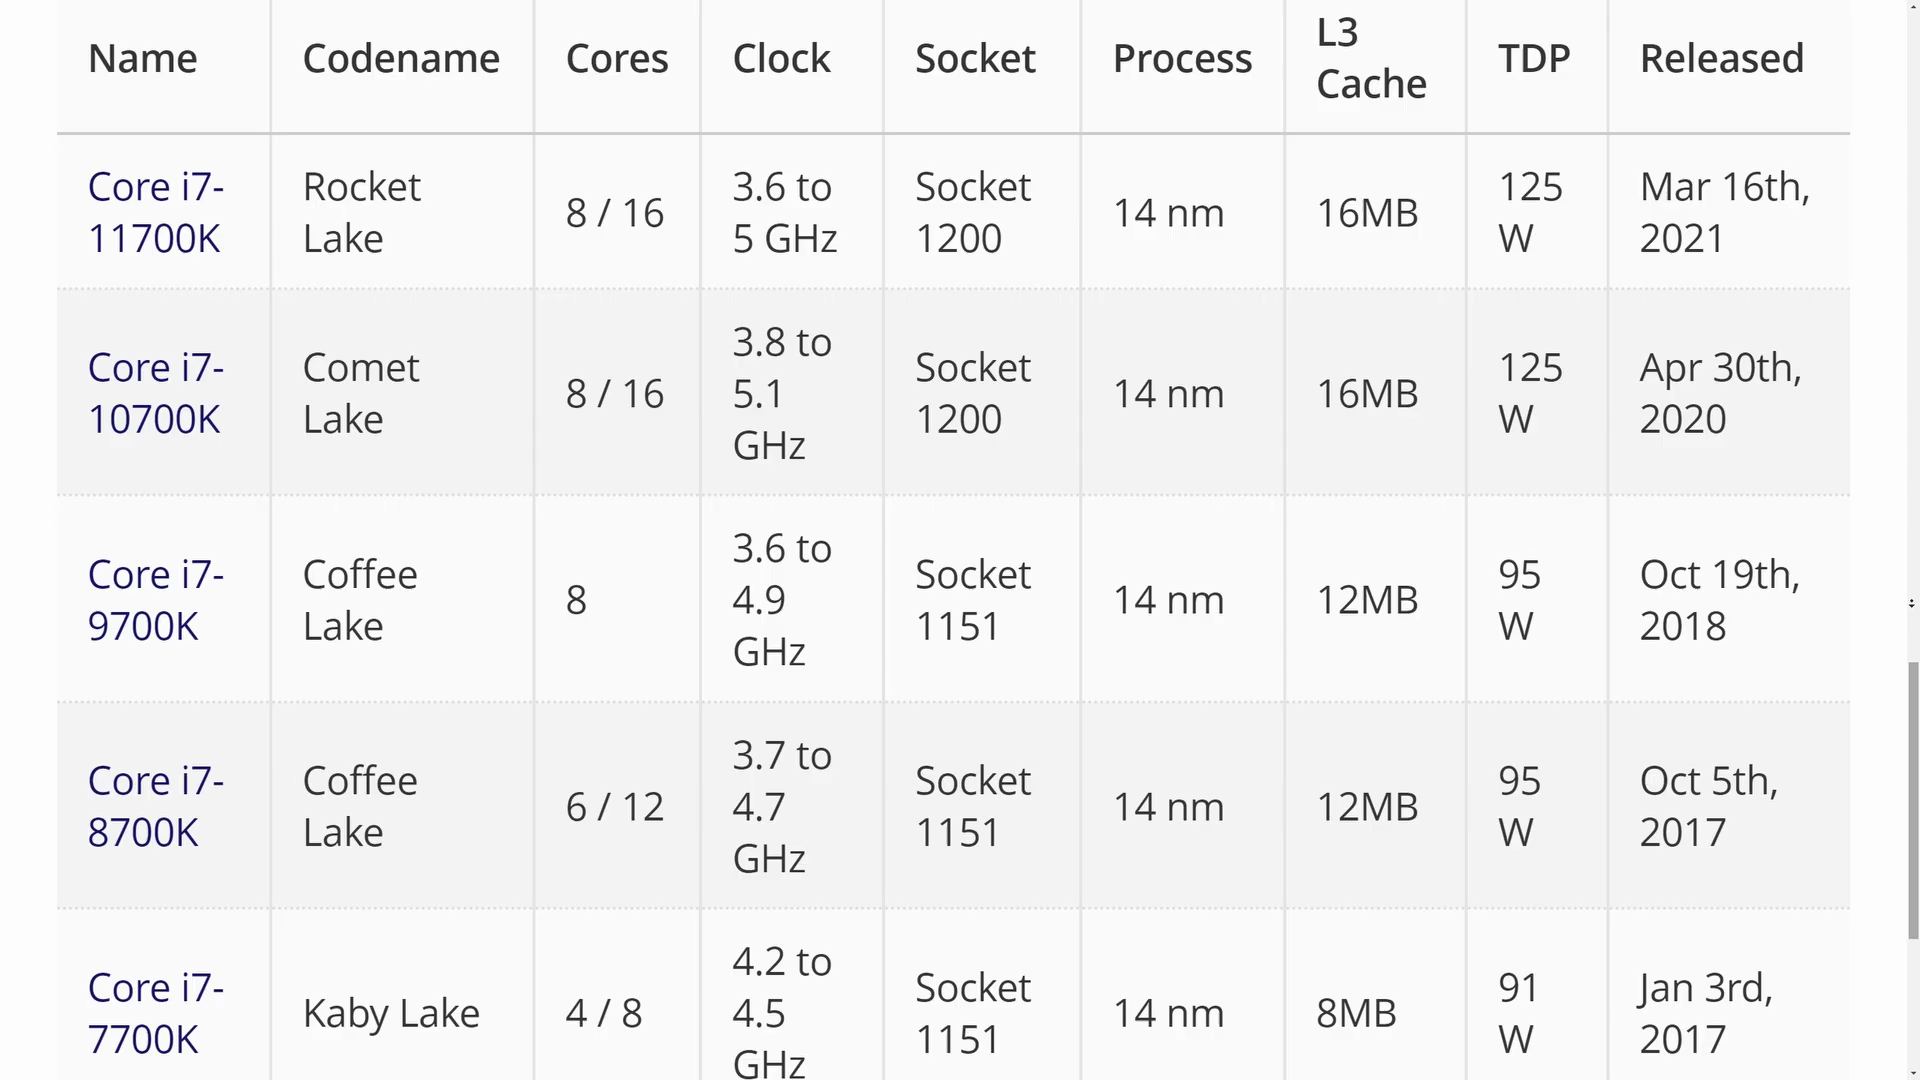 Name Codename Cores Clock Socket Process L3 Cache TDP Released
Core i7-11700K Rocket Lake 8 / 16 3.6 to 5 GHz Socket 1200 14 nm 16MB 125 W Mar 16th, 2021
Core i7-10700K Comet Lake 8 / 16 3.8 to 5.1 GHz Socket 1200 14 nm 16MB 125 W Apr 30th, 2020
Core i7-9700K Coffee Lake 8 3.6 to 4.9 GHz Socket 1151 14 nm 12MB 95 W Oct 19th, 2018
Core i7-8700K Coffee Lake 6 / 12 3.7 to 4.7 GHz Socket 1151 14 nm 12MB 95 W Oct 5th, 2017
Core i7-7700K Kaby Lake 4 / 8 4.2 to 4.5 GHz Socket 1151 14 nm 8MB 91 W Jan 3rd, 2017